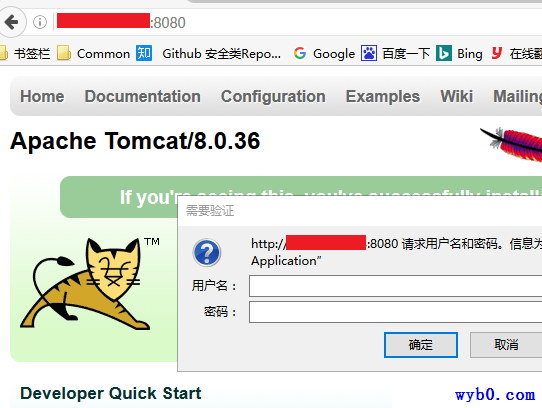 :8080
书签栏 Common 知 Github 安全类Repo... G Google 百度一下 Bing 在线翻
Home Documentation Configuration Examples Wiki Mailing
Apache Tomcat/8.0.36
If you're seeing this, you've successfully install
需要验证
TM
http:// :8080 请求用户名和密码。信息为
Application"
用户名：
密码：
确定 取消
Developer Quick Start
wyb0.com